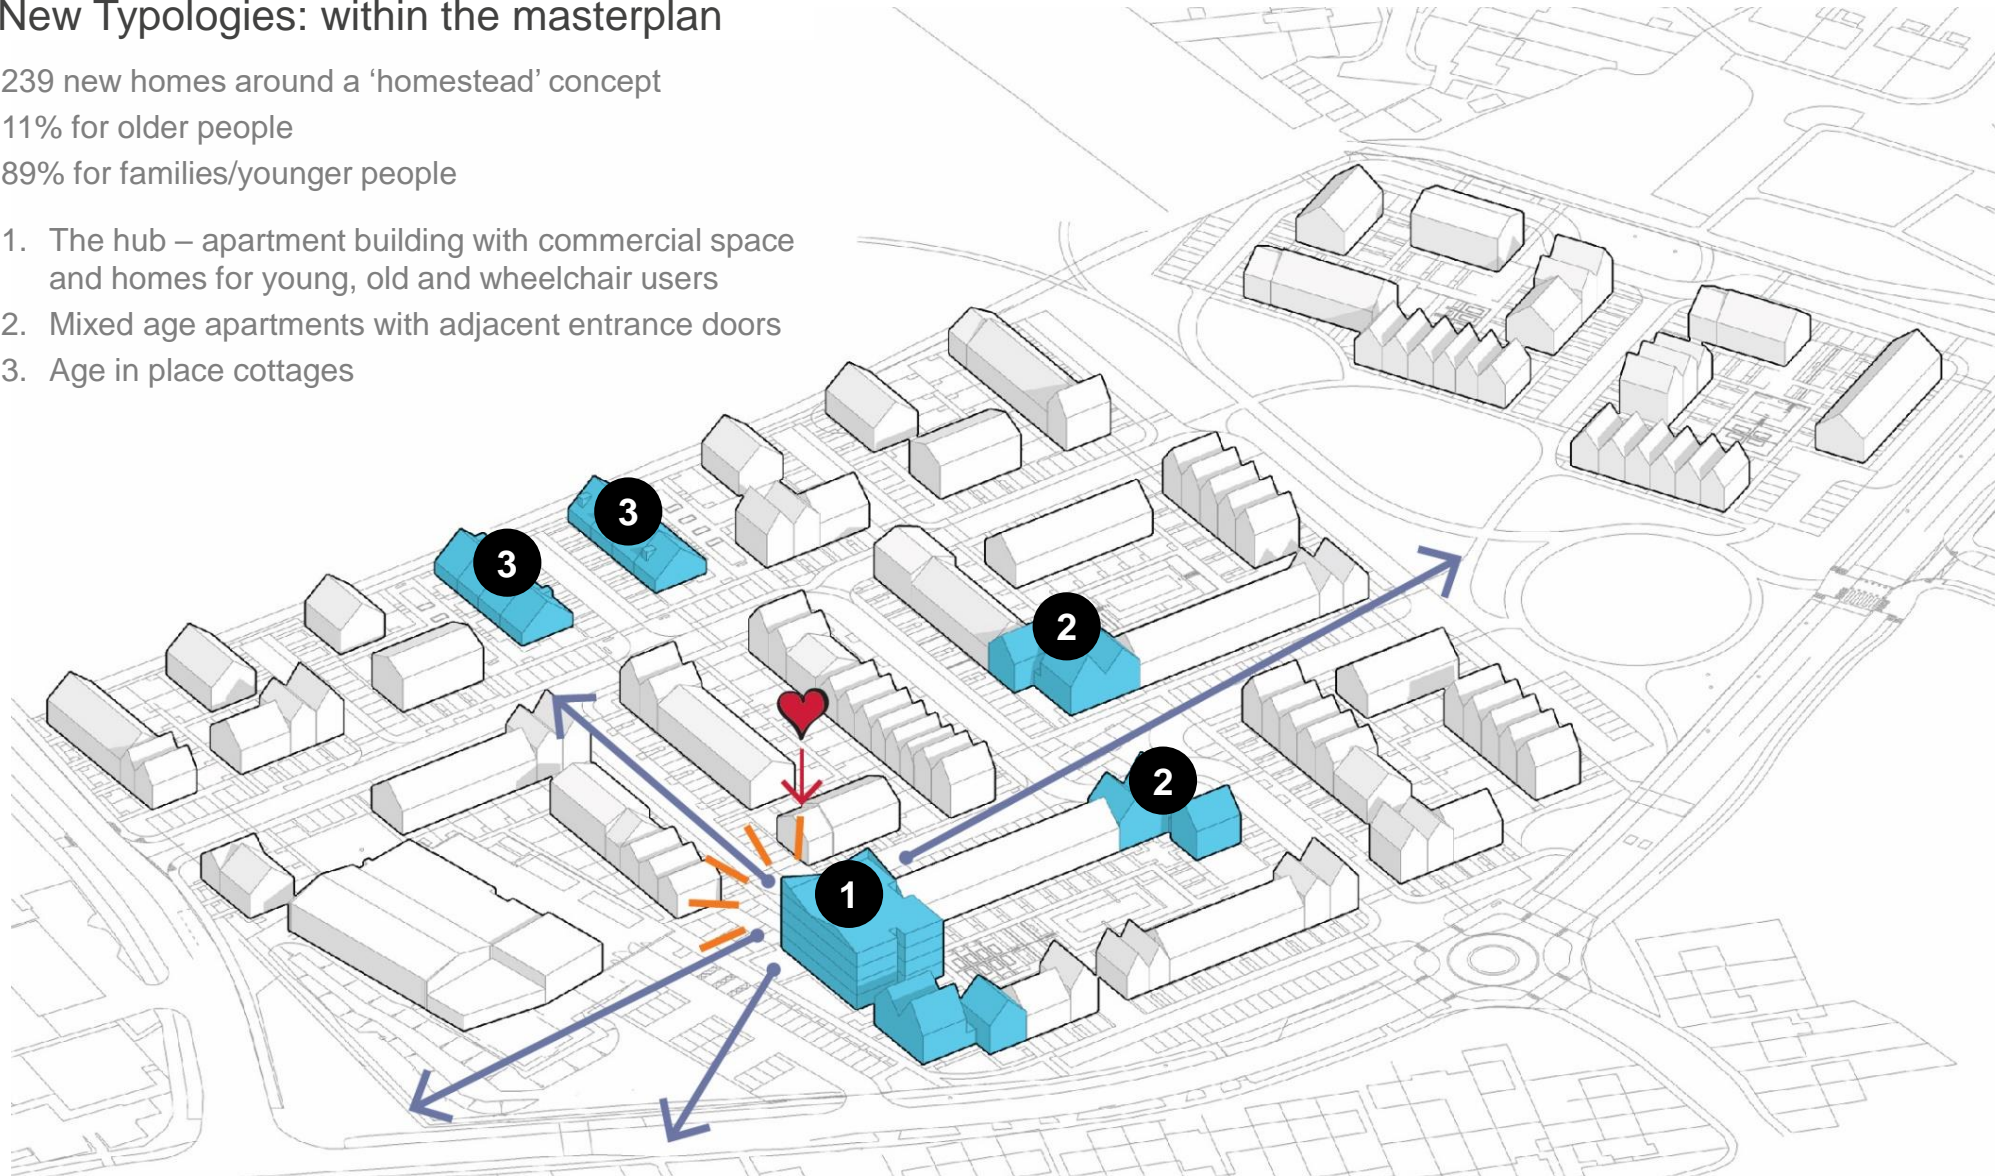 New Typologies: within the masterplan
239 new homes around a ‘homestead’ concept
11% for older people
89% for families/younger people
1. The hub – apartment building with commercial space
and homes for young, old and wheelchair users
2. Mixed age apartments with adjacent entrance doors
3. Age in place cottages
3
3
2
2
1